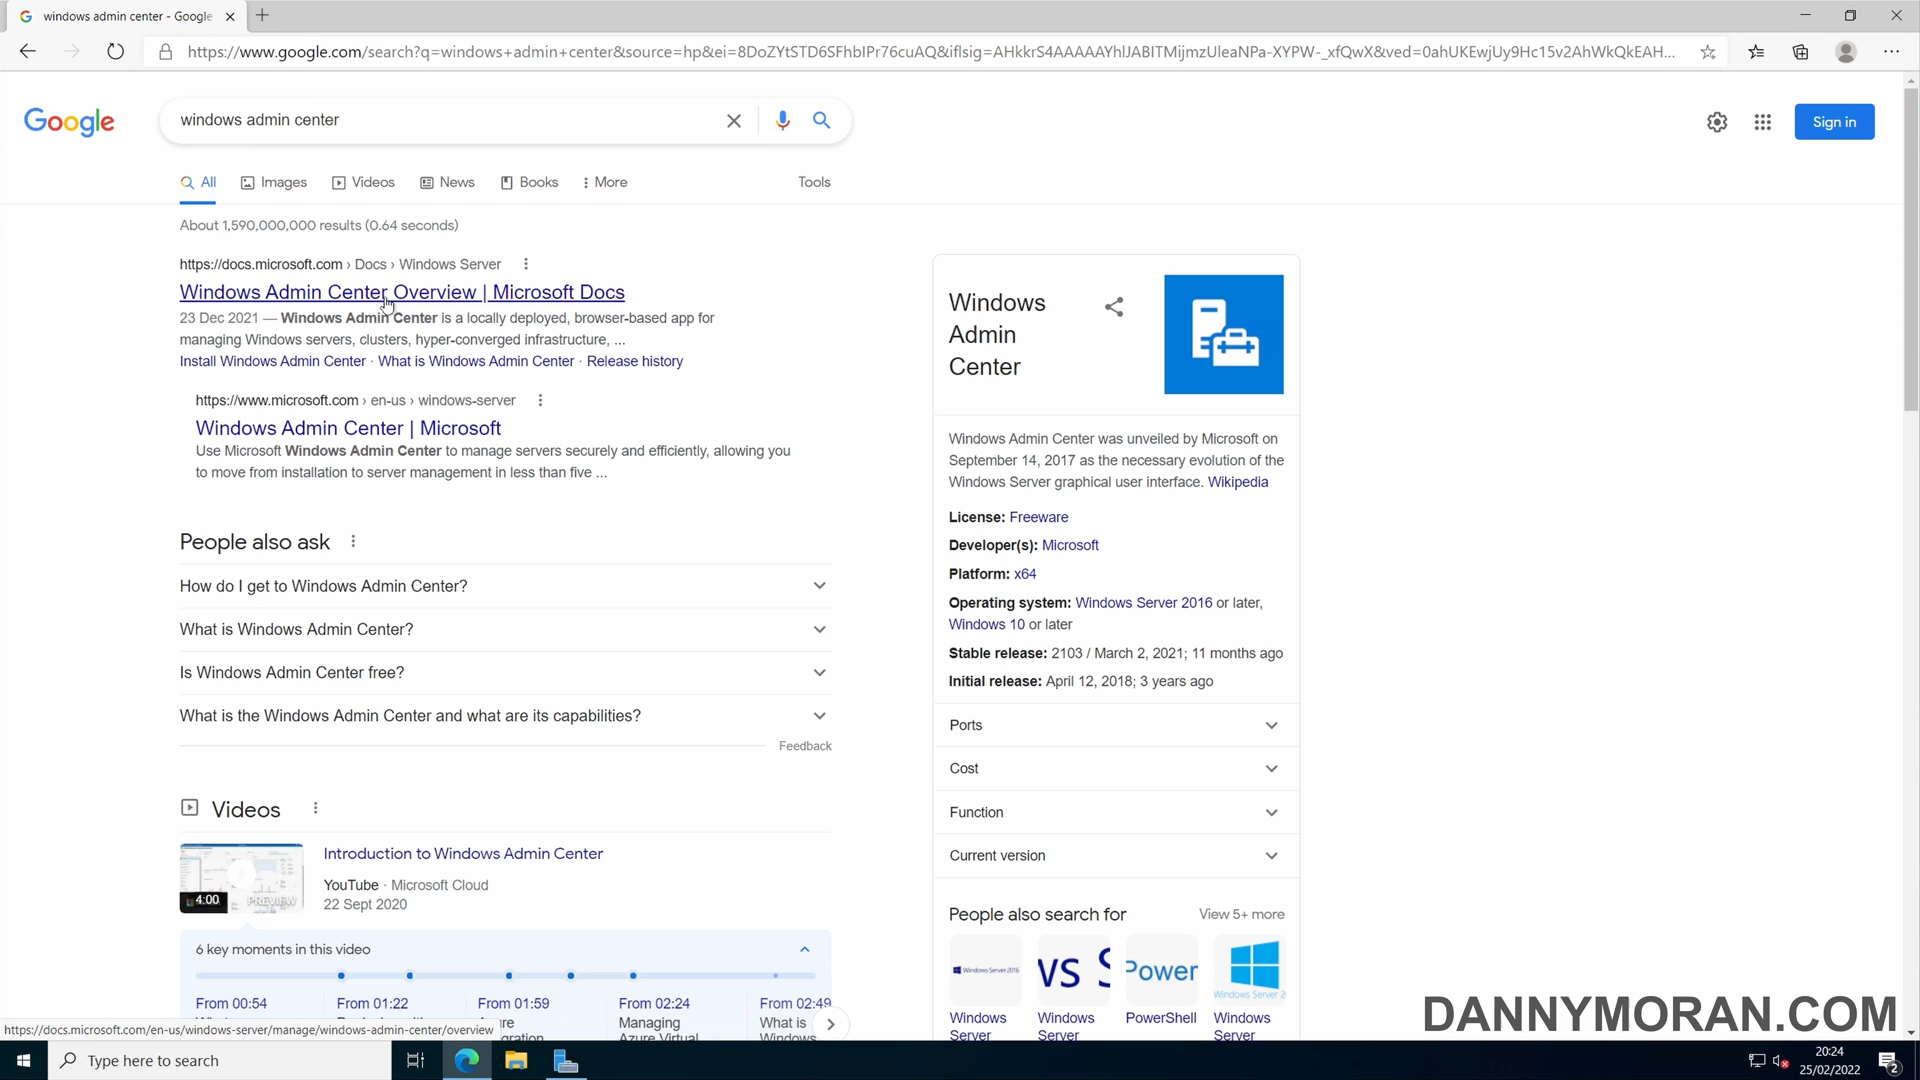 windows admin center - Google
https://www.google.com/search?q=windows+admin+center&source=hp&ei=8DoZYtSTD6SFhbIPr76cuAQ&iflsig=AHkkrS4AAAAAYhlJABITMijmzUleaNPa-XYPW-_xfQwX&ved=0ahUKEwjUy9Hc15v2AhWkQkEAH...
Google
windows admin center
Sign in
All
Images
Videos
News
Books
More
Tools
About 1,590,000,000 results (0.64 seconds)
https://docs.microsoft.com › Docs › Windows Server
Windows Admin Center Overview | Microsoft Docs
23 Dec 2021 — Windows Admin Center is a locally deployed, browser-based app for
managing Windows servers, clusters, hyper-converged infrastructure, ...
Install Windows Admin Center · What is Windows Admin Center · Release history
https://www.microsoft.com › en-us › windows-server
Windows Admin Center | Microsoft
Use Microsoft Windows Admin Center to manage servers securely and efficiently, allowing you
to move from installation to server management in less than five ...
People also ask
How do I get to Windows Admin Center?
What is Windows Admin Center?
Is Windows Admin Center free?
What is the Windows Admin Center and what are its capabilities?
Feedback
Videos
4:00
PREVIEW
Introduction to Windows Admin Center
YouTube · Microsoft Cloud
22 Sept 2020
6 key moments in this video
From 00:54
From 01:22
From 01:59
From 02:24
From 02:49
Managing
What is
Azure Virtual
Windows
Windows
Admin
Center
Windows Admin Center was unveiled by Microsoft on
September 14, 2017 as the necessary evolution of the
Windows Server graphical user interface. Wikipedia
License: Freeware
Developer(s): Microsoft
Platform: x64
Operating system: Windows Server 2016 or later,
Windows 10 or later
Stable release: 2103 / March 2, 2021; 11 months ago
Initial release: April 12, 2018; 3 years ago
Ports
Cost
Function
Current version
People also search for
View 5+ more
Windows Server 2016
VS S
Power
Windows Server 2
Windows
Server
Windows
Server
PowerShell
Windows
Server
https://docs.microsoft.com/en-us/windows-server/manage/windows-admin-center/overview
DANNYMORAN.COM
Type here to search
20:24
25/02/2022
2